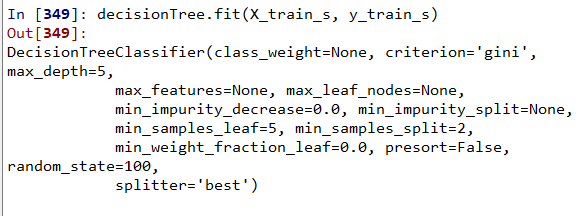 In [349]: decisionTree.fit(X_train_s, y_train_s)
Out[349]:
DecisionTreeClassifier(class_weight=None, criterion='gini',
max_depth=5,
            max_features=None, max_leaf_nodes=None,
            min_impurity_decrease=0.0, min_impurity_split=None,
            min_samples_leaf=5, min_samples_split=2,
            min_weight_fraction_leaf=0.0, presort=False,
random_state=100,
            splitter='best')